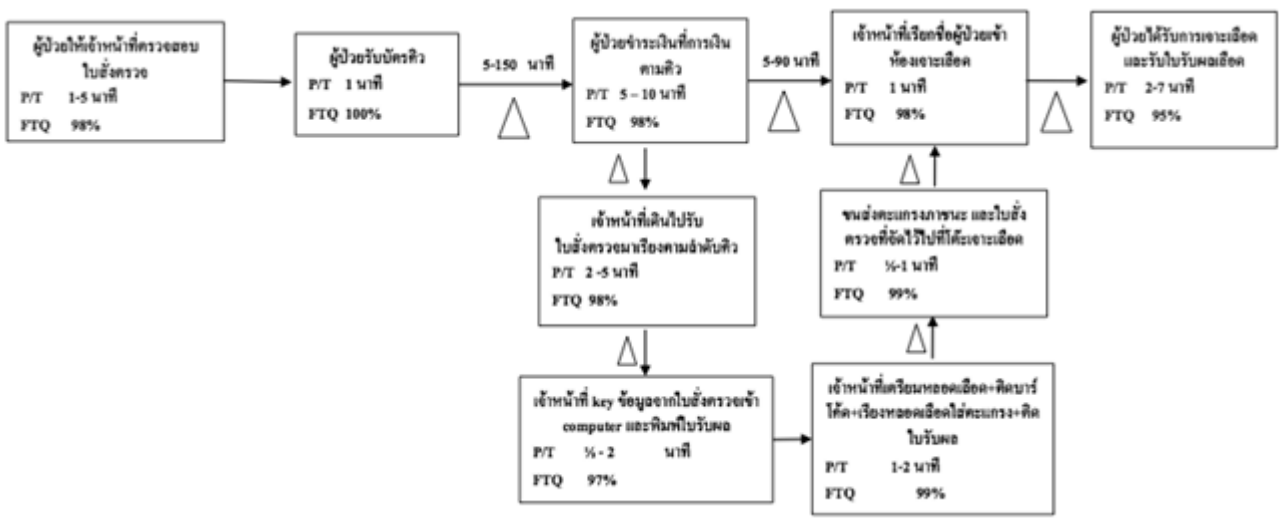 ผู้ป่วยให้เจ้าหน้าที่ตรวจสอบ
ใบสั่งตรวจ
P/T 1-5 นาที
FTQ 98%
ผู้ป่วยรับบัตรคิว
P/T 1 นาที
FTQ 100%
5-150 นาที
ผู้ป่วยชำระเงินที่การเงิน
ตามคิว
P/T 5 – 10 นาที
FTQ 98%
5-90 นาที
เจ้าหน้าที่เรียกชื่อผู้ป่วยเข้า
ห้องเจาะเลือด
P/T 1 นาที
FTQ 98%
ผู้ป่วยได้รับการเจาะเลือด
และรับใบรับผลเลือด
P/T 2-7 นาที
FTQ 95%
เจ้าหน้าที่เดินไปรับ
ใบสั่งตรวจมาเรียงตามลำดับคิว
P/T 2 -5 นาที
FTQ 98%
ขนส่งตะแกรงภาชนะ และใบสั่ง
ตรวจที่จัดไว้ไปที่โต๊ะเจาะเลือด
P/T ½-1 นาที
FTQ 99%
เจ้าหน้าที่ key ข้อมูลจากใบสั่งตรวจเข้า
computer และพิมพ์ใบรับผล
P/T ½ - 2 นาที
FTQ 97%
เจ้าหน้าที่เตรียมหลอดเลือด+ติดบาร์
โค้ด+เรียงหลอดเลือดใส่ตะแกรง+ติด
ใบรับผล
P/T 1-2 นาที
FTQ 99%